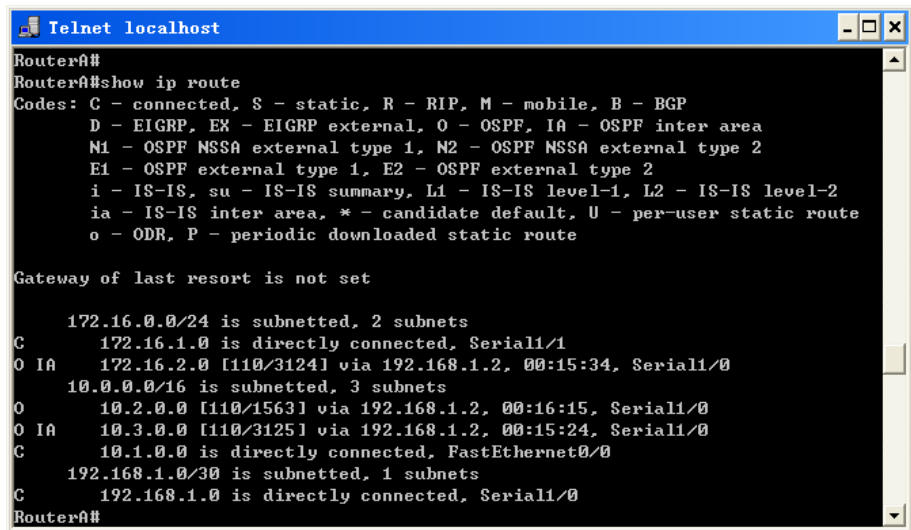 Telnet localhost
RouterA#
RouterA#show ip route
Codes: C - connected, S - static, R - RIP, M - mobile, B - BGP
       D - EIGRP, EX - EIGRP external, O - OSPF, IA - OSPF inter area
       N1 - OSPF NSSA external type 1, N2 - OSPF NSSA external type 2
       E1 - OSPF external type 1, E2 - OSPF external type 2
       i - IS-IS, su - IS-IS summary, L1 - IS-IS level-1, L2 - IS-IS level-2
       ia - IS-IS inter area, * - candidate default, U - per-user static route
       o - ODR, P - periodic downloaded static route

Gateway of last resort is not set

     172.16.0.0/24 is subnetted, 2 subnets
C       172.16.1.0 is directly connected, Serial1/1
O IA    172.16.2.0 [110/3124] via 192.168.1.2, 00:15:34, Serial1/0
     10.0.0.0/16 is subnetted, 3 subnets
O       10.2.0.0 [110/1563] via 192.168.1.2, 00:16:15, Serial1/0
O IA    10.3.0.0 [110/3125] via 192.168.1.2, 00:15:24, Serial1/0
C       10.1.0.0 is directly connected, FastEthernet0/0
     192.168.1.0/30 is subnetted, 1 subnets
C       192.168.1.0 is directly connected, Serial1/0
RouterA#